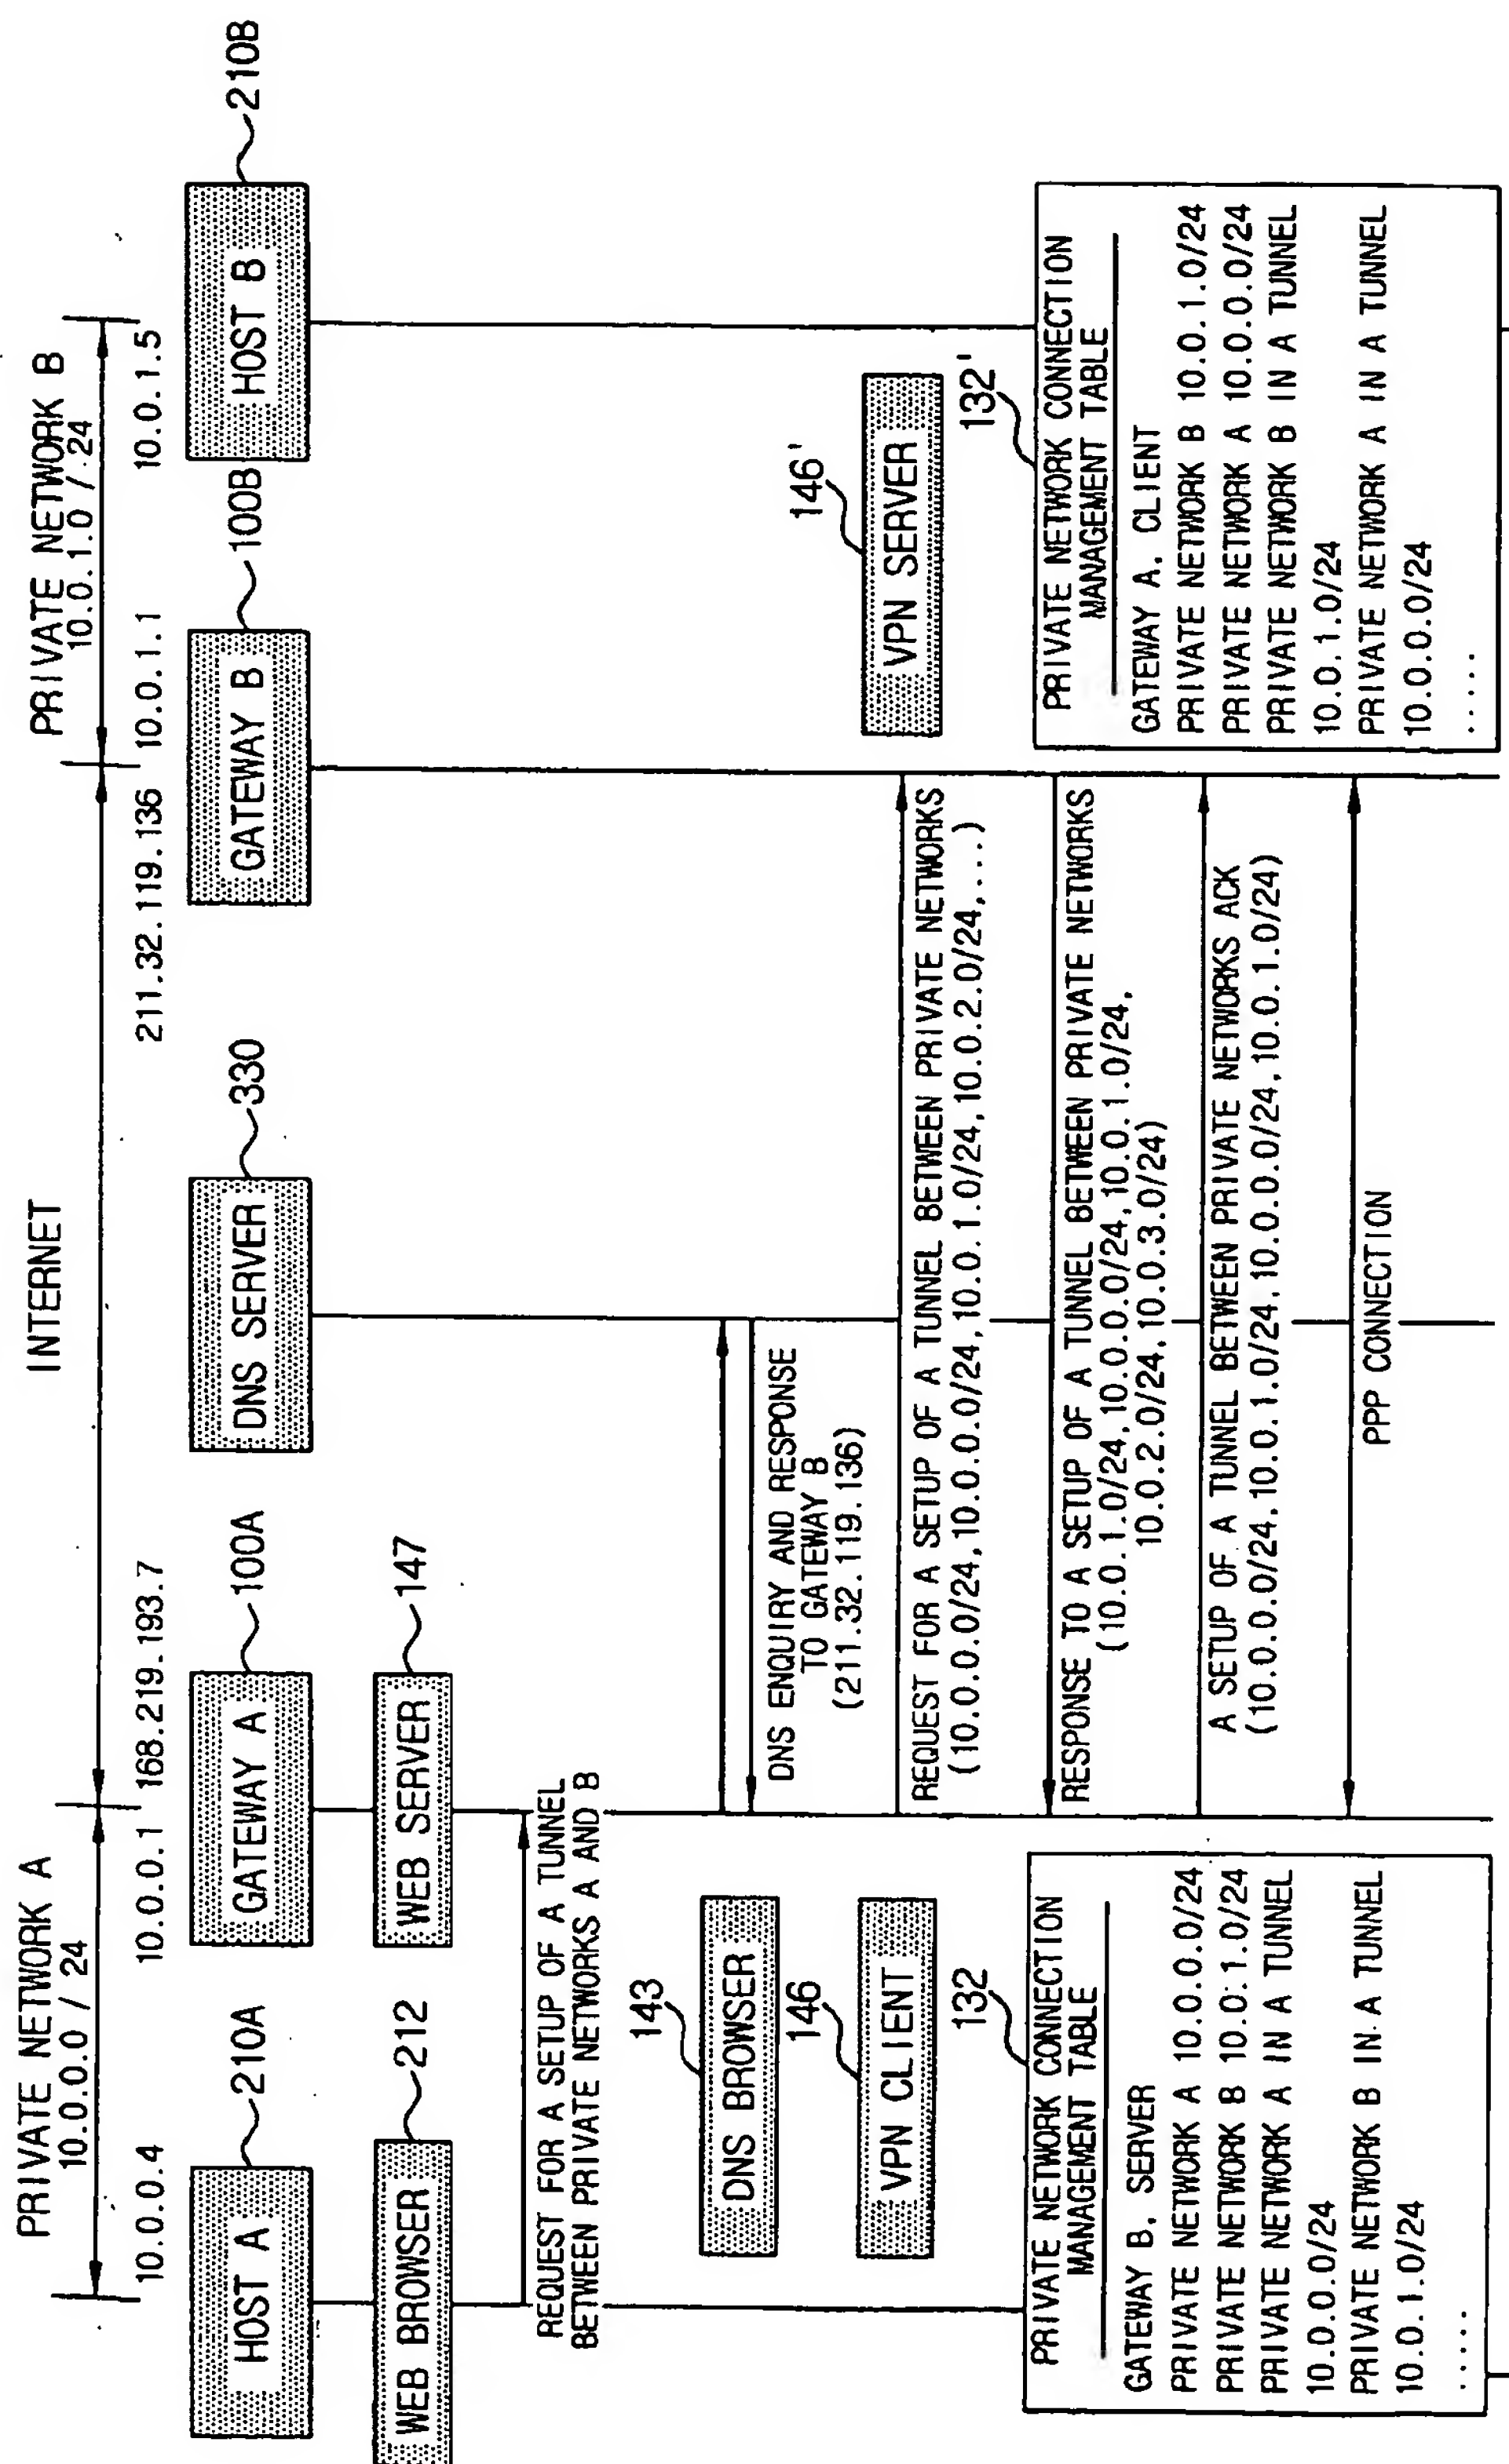 PRIVATE NETWORK A
10.0.0.0 / 24
INTERNET
PRIVATE NETWORK B
10.0.1.0 / 24
10.0.0.4
10.0.0.1
168.219.193.7
211.32.119.136
10.0.1.1
10.0.1.5
HOST A
210A
GATEWAY A
100A
DNS SERVER
330
GATEWAY B
100B
HOST B
210B
WEB BROWSER
212
WEB SERVER
147
REQUEST FOR A SETUP OF A TUNNEL
BETWEEN PRIVATE NETWORKS A AND B
143
DNS BROWSER
DNS ENQUIRY AND RESPONSE
TO GATEWAY B
(211.32.119.136)
146
VPN CLIENT
146'
VPN SERVER
REQUEST FOR A SETUP OF A TUNNEL BETWEEN PRIVATE NETWORKS
(10.0.0.0/24,10.0.0.0/24,10.0.1.0/24,10.0.2.0/24,...)
RESPONSE TO A SETUP OF A TUNNEL BETWEEN PRIVATE NETWORKS
(10.0.1.0/24,10.0.0.0/24,10.0.1.0/24,
10.0.2.0/24,10.0.3.0/24)
A SETUP OF A TUNNEL BETWEEN PRIVATE NETWORKS ACK
(10.0.0.0/24,10.0.1.0/24,10.0.0.0/24,10.0.1.0/24)
PPP CONNECTION
132
PRIVATE NETWORK CONNECTION
MANAGEMENT TABLE
GATEWAY B, SERVER
PRIVATE NETWORK A 10.0.0.0/24
PRIVATE NETWORK B 10.0.1.0/24
PRIVATE NETWORK A IN A TUNNEL
10.0.0.0/24
PRIVATE NETWORK B IN A TUNNEL
10.0.1.0/24
.....
132'
PRIVATE NETWORK CONNECTION
MANAGEMENT TABLE
GATEWAY A, CLIENT
PRIVATE NETWORK B 10.0.1.0/24
PRIVATE NETWORK A 10.0.0.0/24
PRIVATE NETWORK B IN A TUNNEL
10.0.1.0/24
PRIVATE NETWORK A IN A TUNNEL
10.0.0.0/24
.....